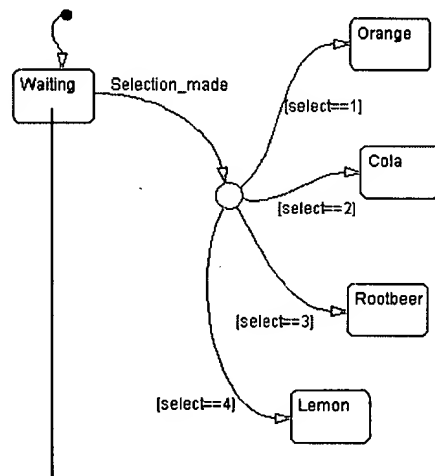 Orange
Waiting
Selection_made
[select==1]
Cola
[select==2]
Rootbeer
[select==3]
[select==4]
Lemon